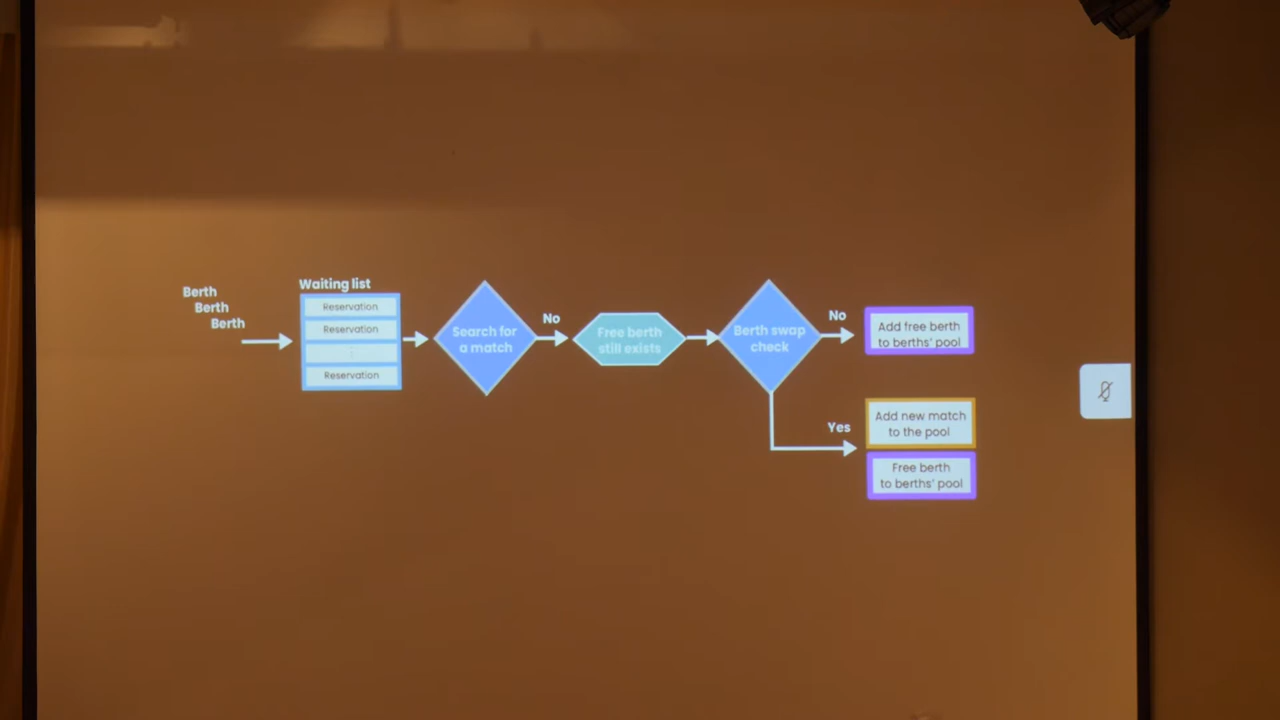 Berth
Berth
Berth
Waiting list
Reservation
Reservation
:
Reservation
Search for
a match
No
Free berth
still exists
Berth swap
check
No
Add free berth
to berths' pool
Yes
Add new match
to the pool
Free berth
to berths' pool